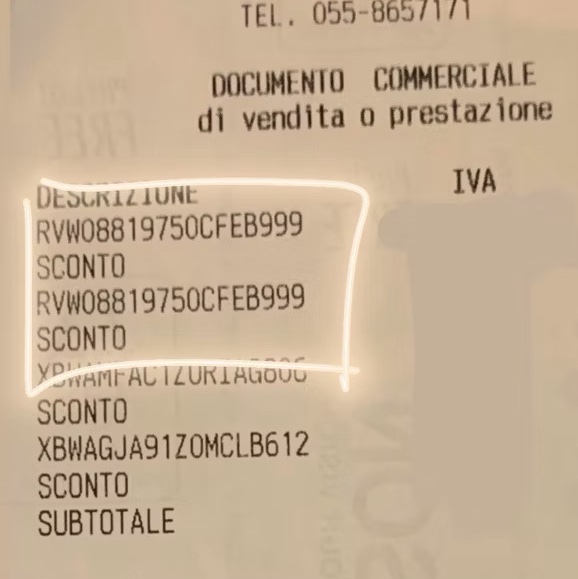 TEL. 055-8657171
DOCUMENTO COMMERCIALE
di vendita o prestazione
DESCRIZIONE IVA
RVW08819750CFEB999
SCONTO
RVW08819750CFEB999
SCONTO
SCONTO
XBWAGJA91Z0MCLB612
SCONTO
SUBTOTALE